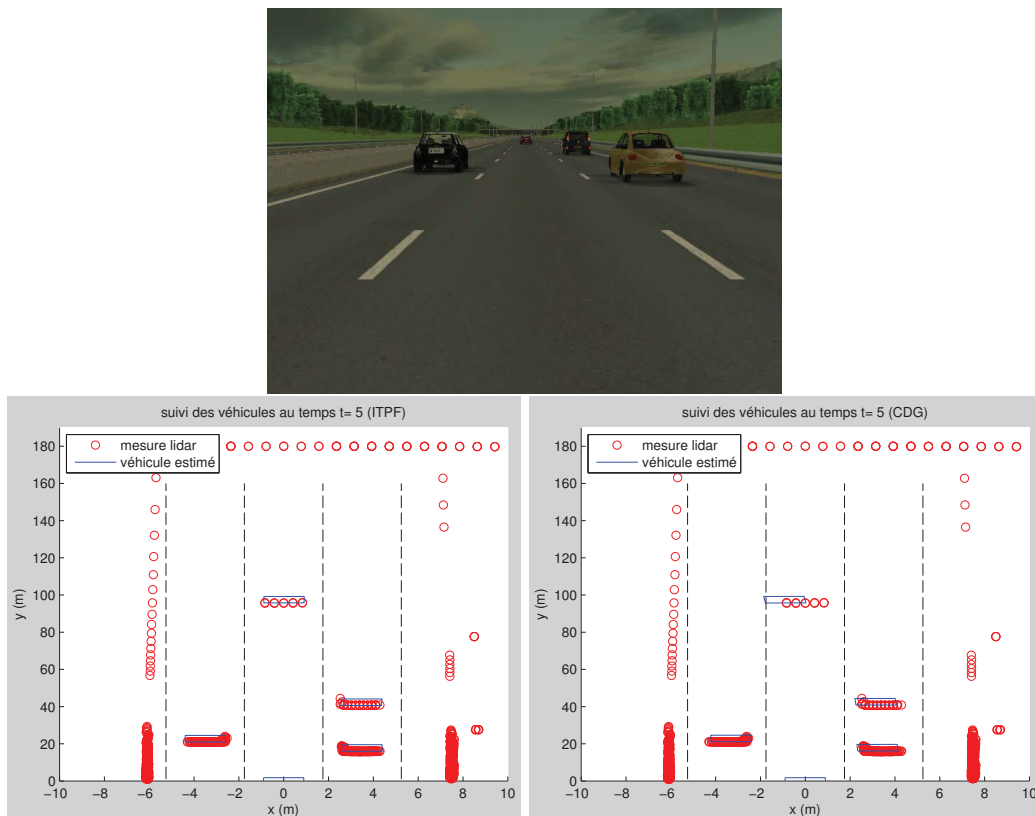 suivi des véhicules au temps t= 5 (ITPF)
mesure lidar
véhicule estimé
y (m)
180
160
140
120
100
80
60
40
20
0
−10 −8 −6 −4 −2 0 2 4 6 8 10
x (m)
suivi des véhicules au temps t= 5 (CDG)
mesure lidar
véhicule estimé
y (m)
180
160
140
120
100
80
60
40
20
0
−10 −8 −6 −4 −2 0 2 4 6 8 10
x (m)